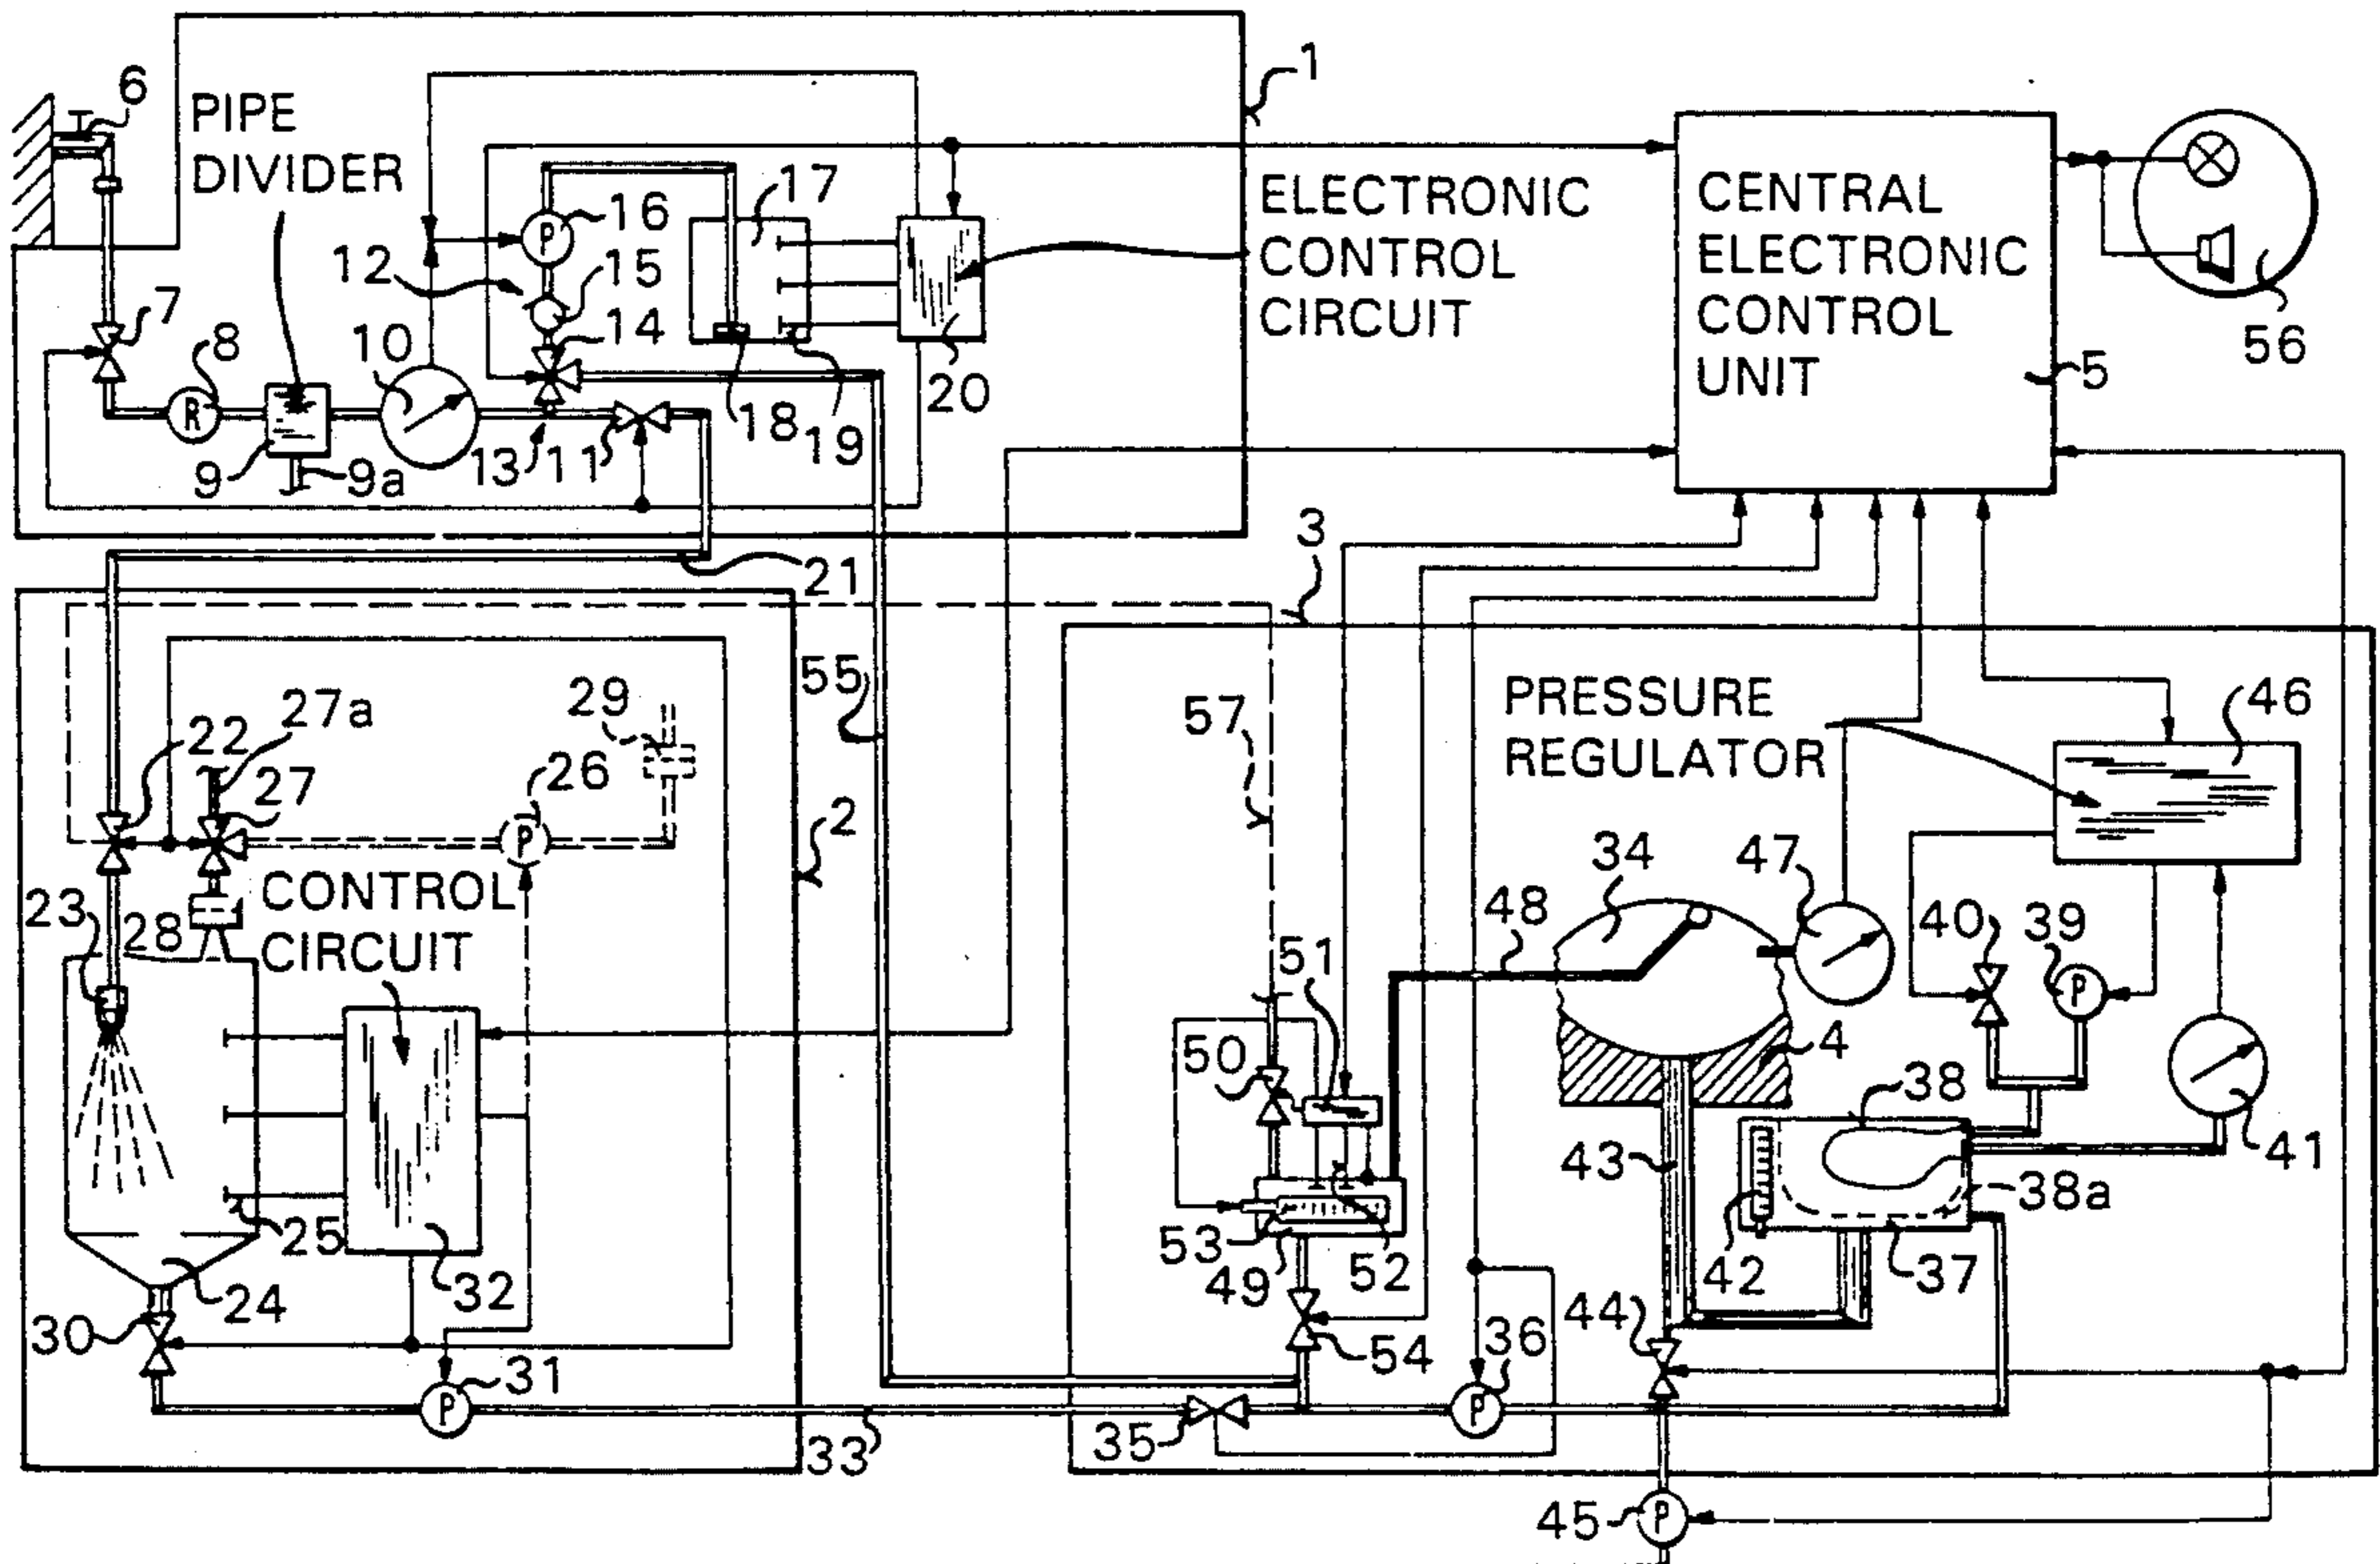 1
6
PIPE
DIVIDER
16
17
12
15
ELECTRONIC
CONTROL
CIRCUIT
CENTRAL
ELECTRONIC
CONTROL
UNIT
5
56
7
8
10
14
20
P
R
9
9a
13
11
18
19
21
3
55
57
27a
29
22
27
26
2
P
PRESSURE
REGULATOR
46
34
47
48
40
39
P
23
28
CONTROL
CIRCUIT
51
50
4
38
41
43
38a
25
53
49
52
42
37
32
24
30
31
P
54
36
P
44
33
35
45
P